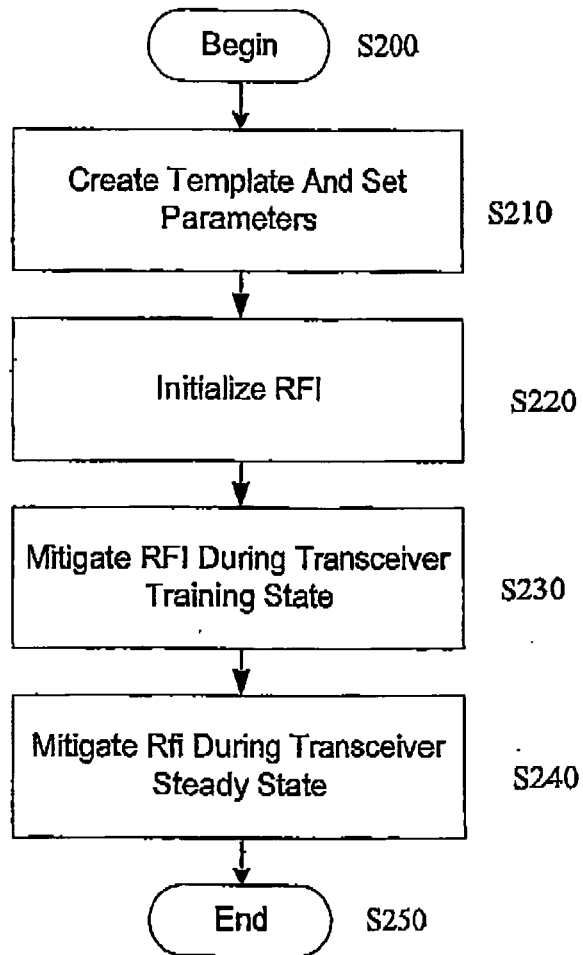 Begin S200
Create Template And Set
Parameters
S210
Initialize RFI
S220
Mitigate RFI During Transceiver
Training State
S230
Mitigate Rfi During Transceiver
Steady State
S240
End S250